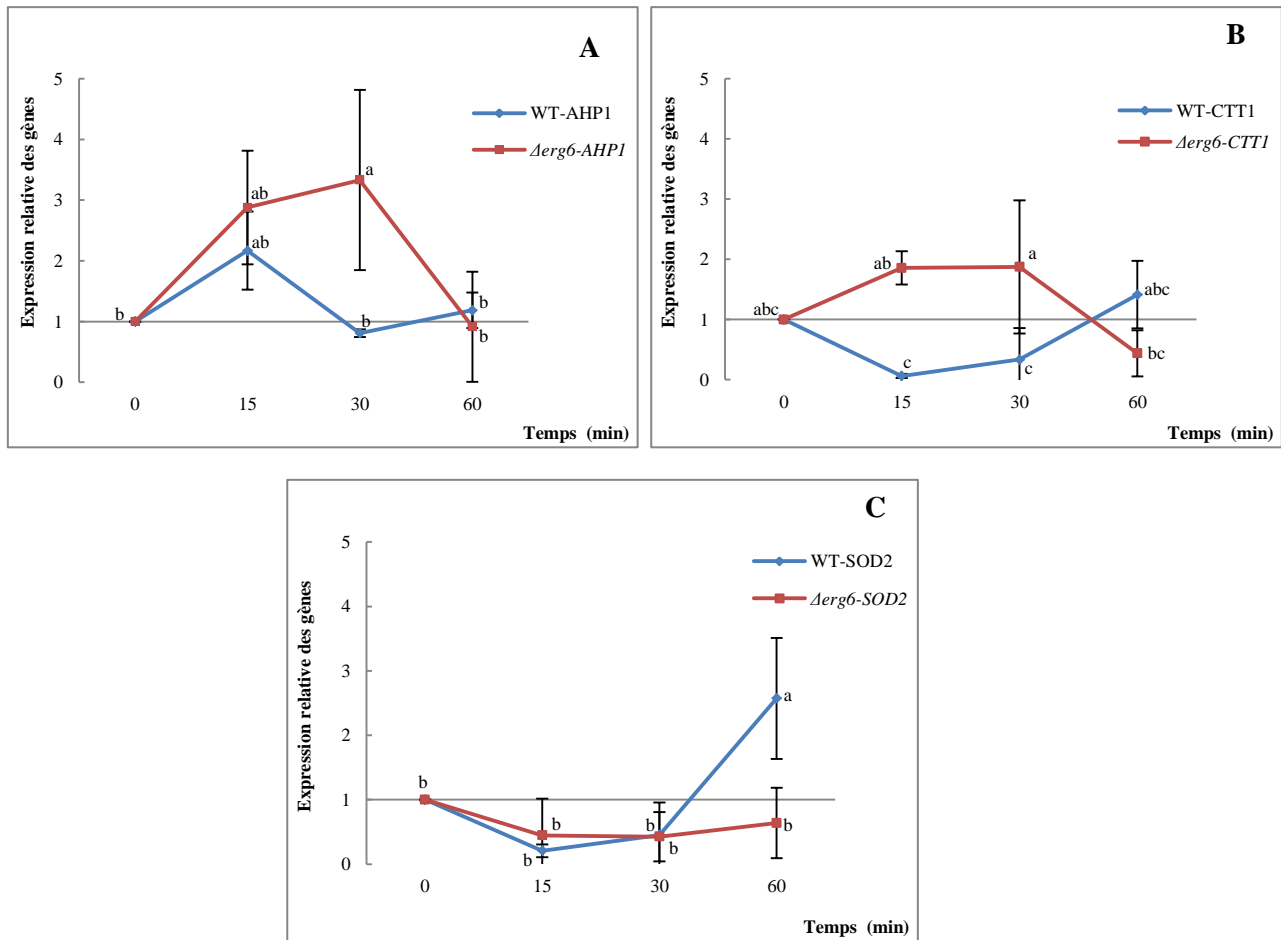 A
Expression relative des gènes
5
4
3
2
1
0
WT-AHP1
Δerg6-AHP1
ab
a
ab
b
b
b
b
0 15 30 60
Temps (min)
B
Expression relative des gènes
5
4
3
2
1
0
WT-CTT1
Δerg6-CTT1
ab
a
abc
abc
c
c
bc
0 15 30 60
Temps (min)
C
Expression relative des gènes
5
4
3
2
1
0
WT-SOD2
Δerg6-SOD2
a
b
b
b
b
b
b
0 15 30 60
Temps (min)